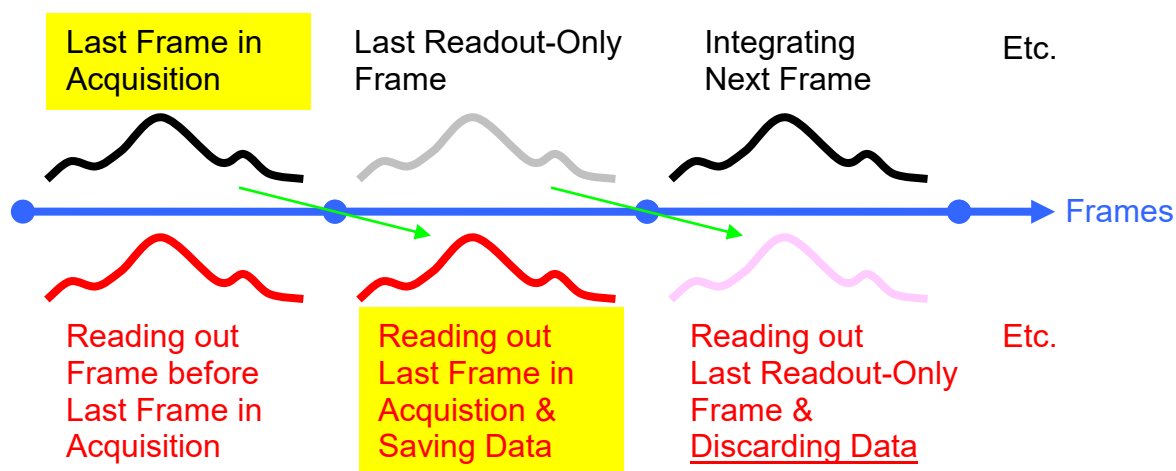 Last Frame in
Acquisition
Last Readout-Only
Frame
Integrating
Next Frame
Etc.
Frames
Reading out
Frame before
Last Frame in
Acquisition
Reading out
Last Frame in
Acquistion &
Saving Data
Reading out
Last Readout-Only
Frame &
Discarding Data
Etc.